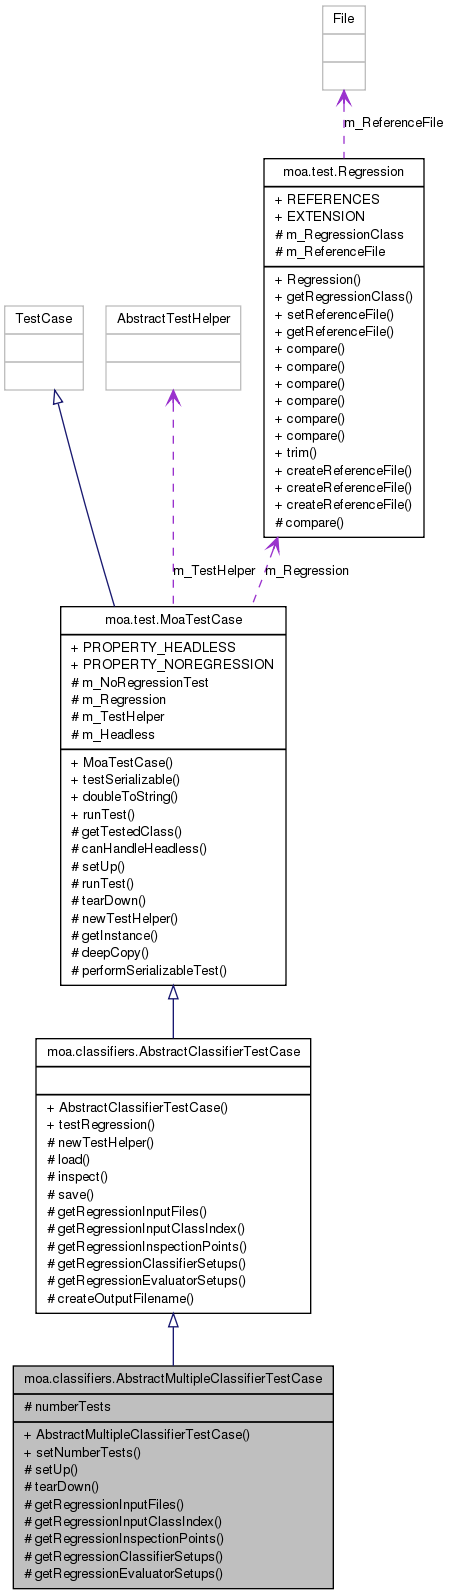 File
m_ReferenceFile
moa.test.Regression
+ REFERENCES
+ EXTENSION
# m_RegressionClass
# m_ReferenceFile
+ Regression()
+ getRegressionClass()
+ setReferenceFile()
+ getReferenceFile()
+ compare()
+ compare()
+ compare()
+ compare()
+ compare()
+ compare()
+ trim()
+ createReferenceFile()
+ createReferenceFile()
+ createReferenceFile()
# compare()
TestCase
AbstractTestHelper
m_TestHelper
m_Regression
moa.test.MoaTestCase
+ PROPERTY_HEADLESS
+ PROPERTY_NOREGRESSION
# m_NoRegressionTest
# m_Regression
# m_TestHelper
# m_Headless
+ MoaTestCase()
+ testSerializable()
+ doubleToString()
+ runTest()
# getTestedClass()
# canHandleHeadless()
# setUp()
# runTest()
# tearDown()
# newTestHelper()
# getInstance()
# deepCopy()
# performSerializableTest()
moa.classifiers.AbstractClassifierTestCase
+ AbstractClassifierTestCase()
+ testRegression()
# newTestHelper()
# load()
# inspect()
# save()
# getRegressionInputFiles()
# getRegressionInputClassIndex()
# getRegressionInspectionPoints()
# getRegressionClassifierSetups()
# getRegressionEvaluatorSetups()
# createOutputFilename()
moa.classifiers.AbstractMultipleClassifierTestCase
# numberTests
+ AbstractMultipleClassifierTestCase()
+ setNumberTests()
# setUp()
# tearDown()
# getRegressionInputFiles()
# getRegressionInputClassIndex()
# getRegressionInspectionPoints()
# getRegressionClassifierSetups()
# getRegressionEvaluatorSetups()